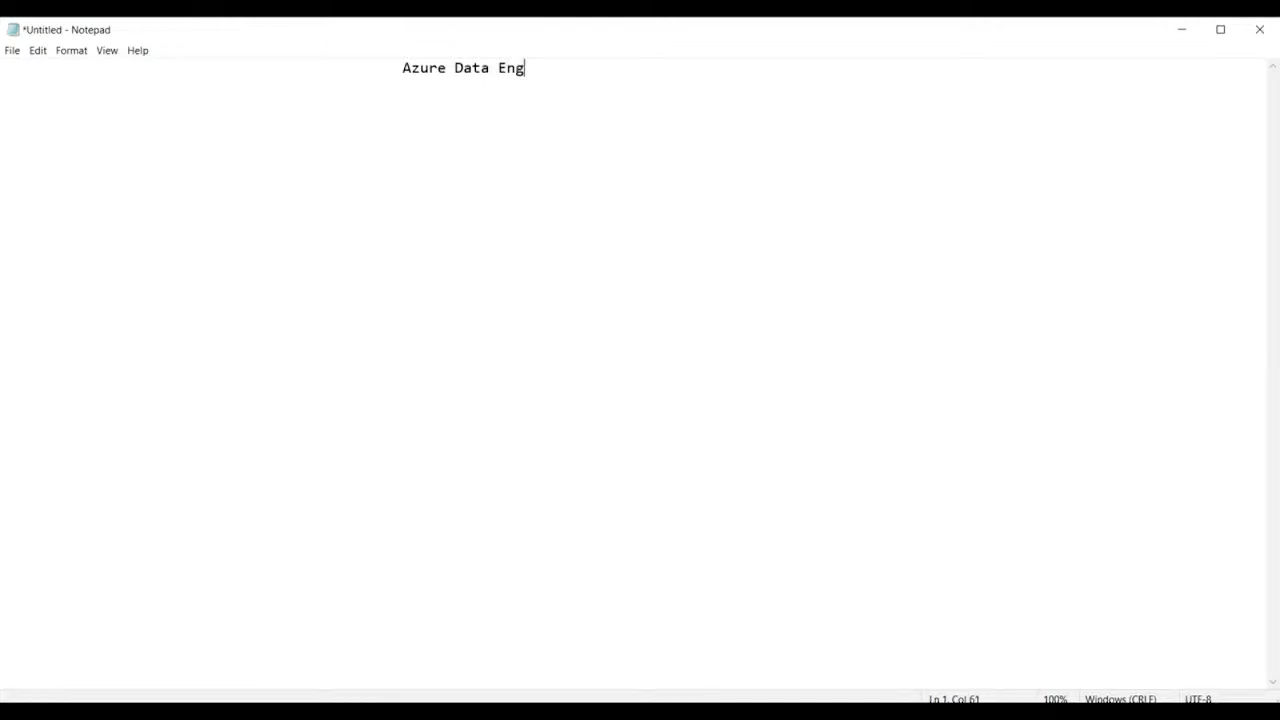 *Untitled - Notepad
File Edit Format View Help
Azure Data Eng
Ln 1, Col 61 100% Windows (CRLF) UTF-8